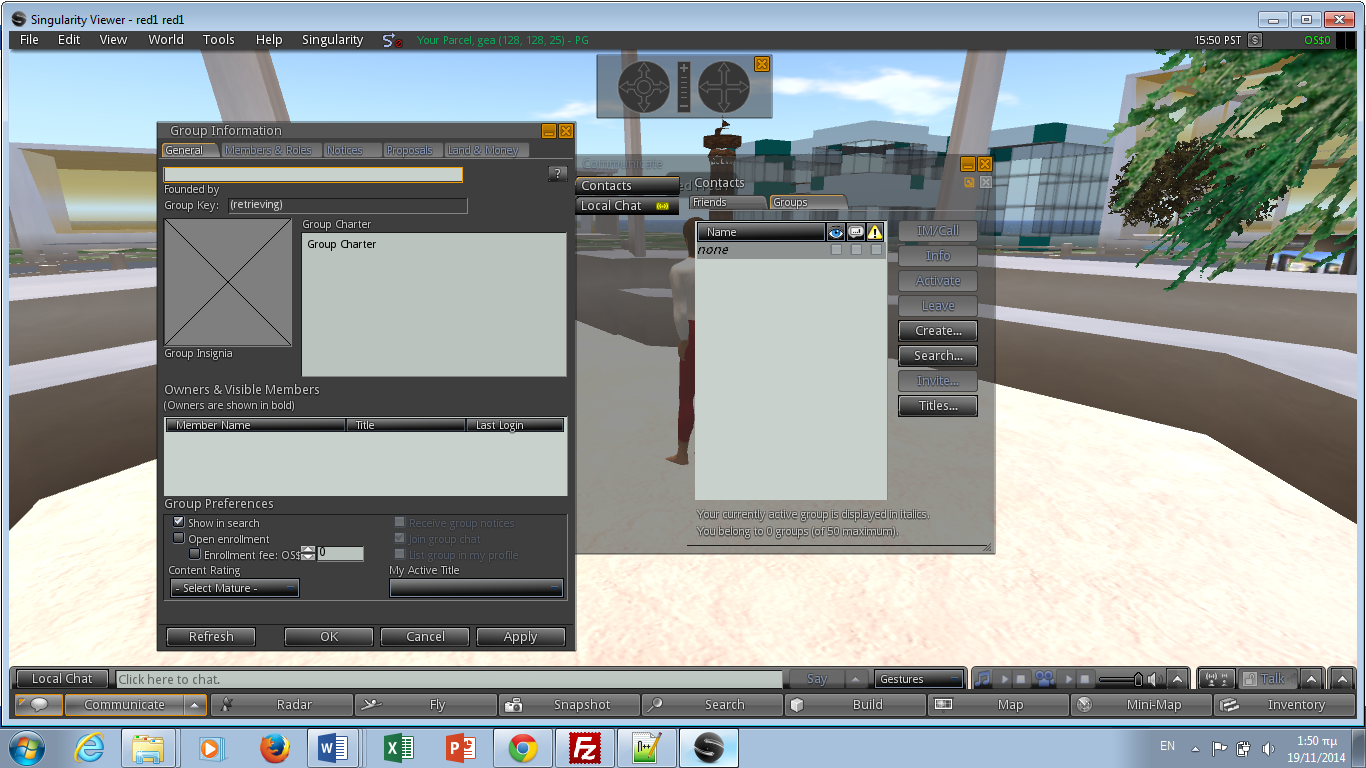 Singularity Viewer - red1 red1
File Edit View World Tools Help Singularity Your Parcel, gea (128, 128, 25) - PG 15:50 PST $ OS$0
Group Information
General Members & Roles Notices Proposals Land & Money
?
Founded by
Group Key: (retrieving)
Group Charter
Group Charter
Group Insignia
Owners & Visible Members
(Owners are shown in bold)
Member Name Title Last Login
Group Preferences
Show in search
Open enrollment
Enrollment fee: OS$ 0
Receive group notices
Join group chat
List group in my profile
Content Rating
- Select Mature -
My Active Title
Refresh OK Cancel Apply
Communicate
Contacts
Local Chat
Contacts
Friends Groups
Name
none
IM/Call
Info
Activate
Leave
Create...
Search...
Invite...
Titles...
Your currently active group is displayed in italics.
You belong to 0 groups (of 50 maximum).
Local Chat Click here to chat. Say Gestures Talk
Communicate Radar Fly Snapshot Search Build Map Mini-Map Inventory
EN 1:50 πμ
19/11/2014